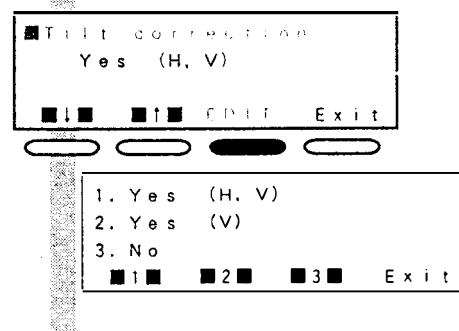 ■Tilt correction
Yes (H, V)
■↓■ ■↑■ EDIT Exit
1. Yes (H, V)
2. Yes (V)
3. No
■1■ ■2■ ■3■ Exit